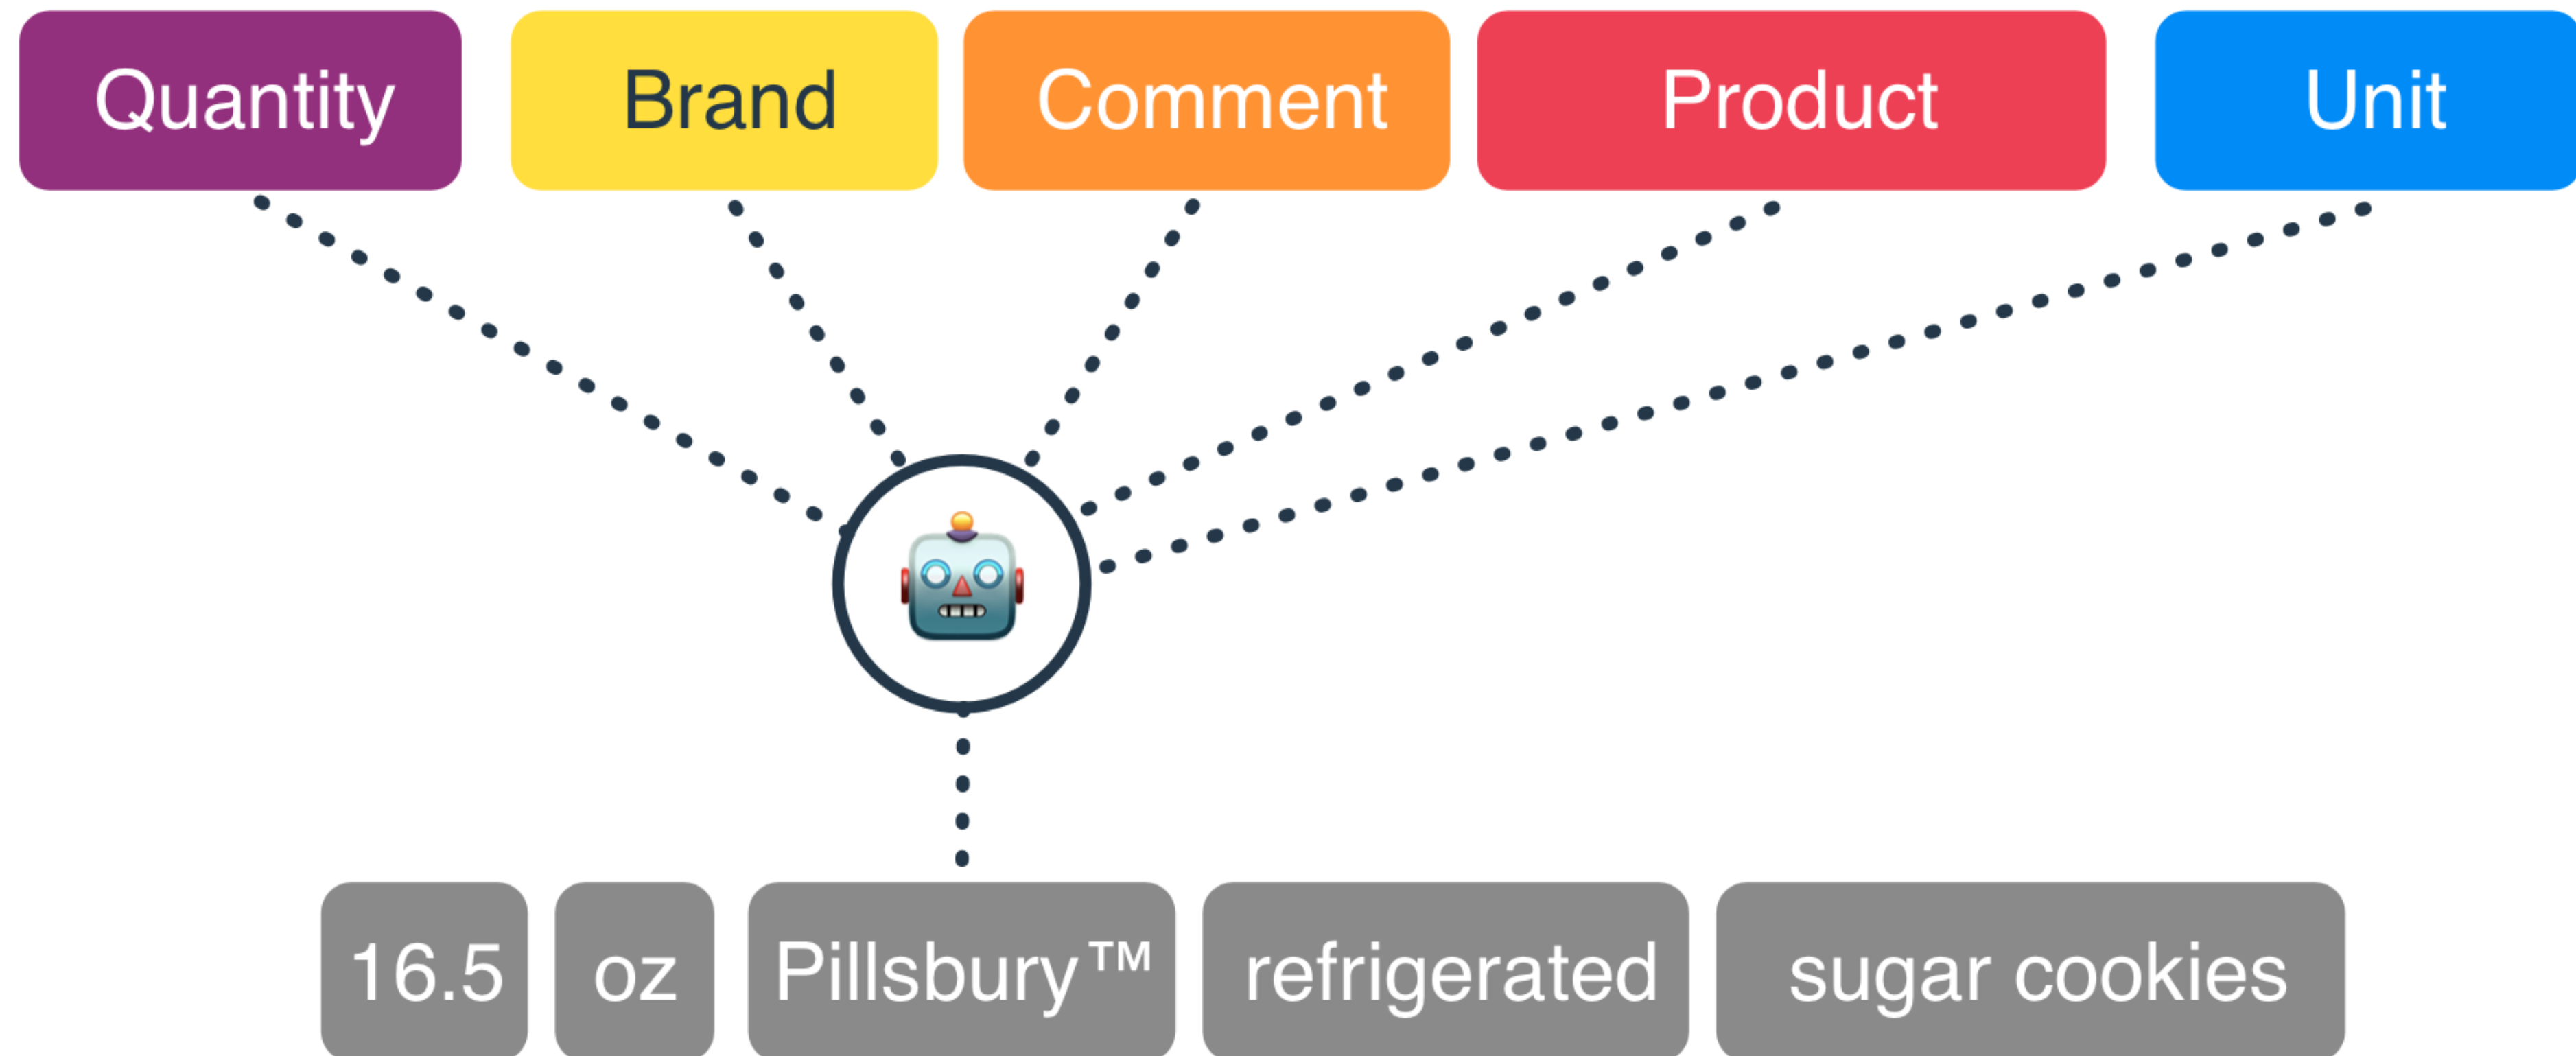 Quantity Brand Comment Product Unit
16.5 oz Pillsbury™ refrigerated sugar cookies